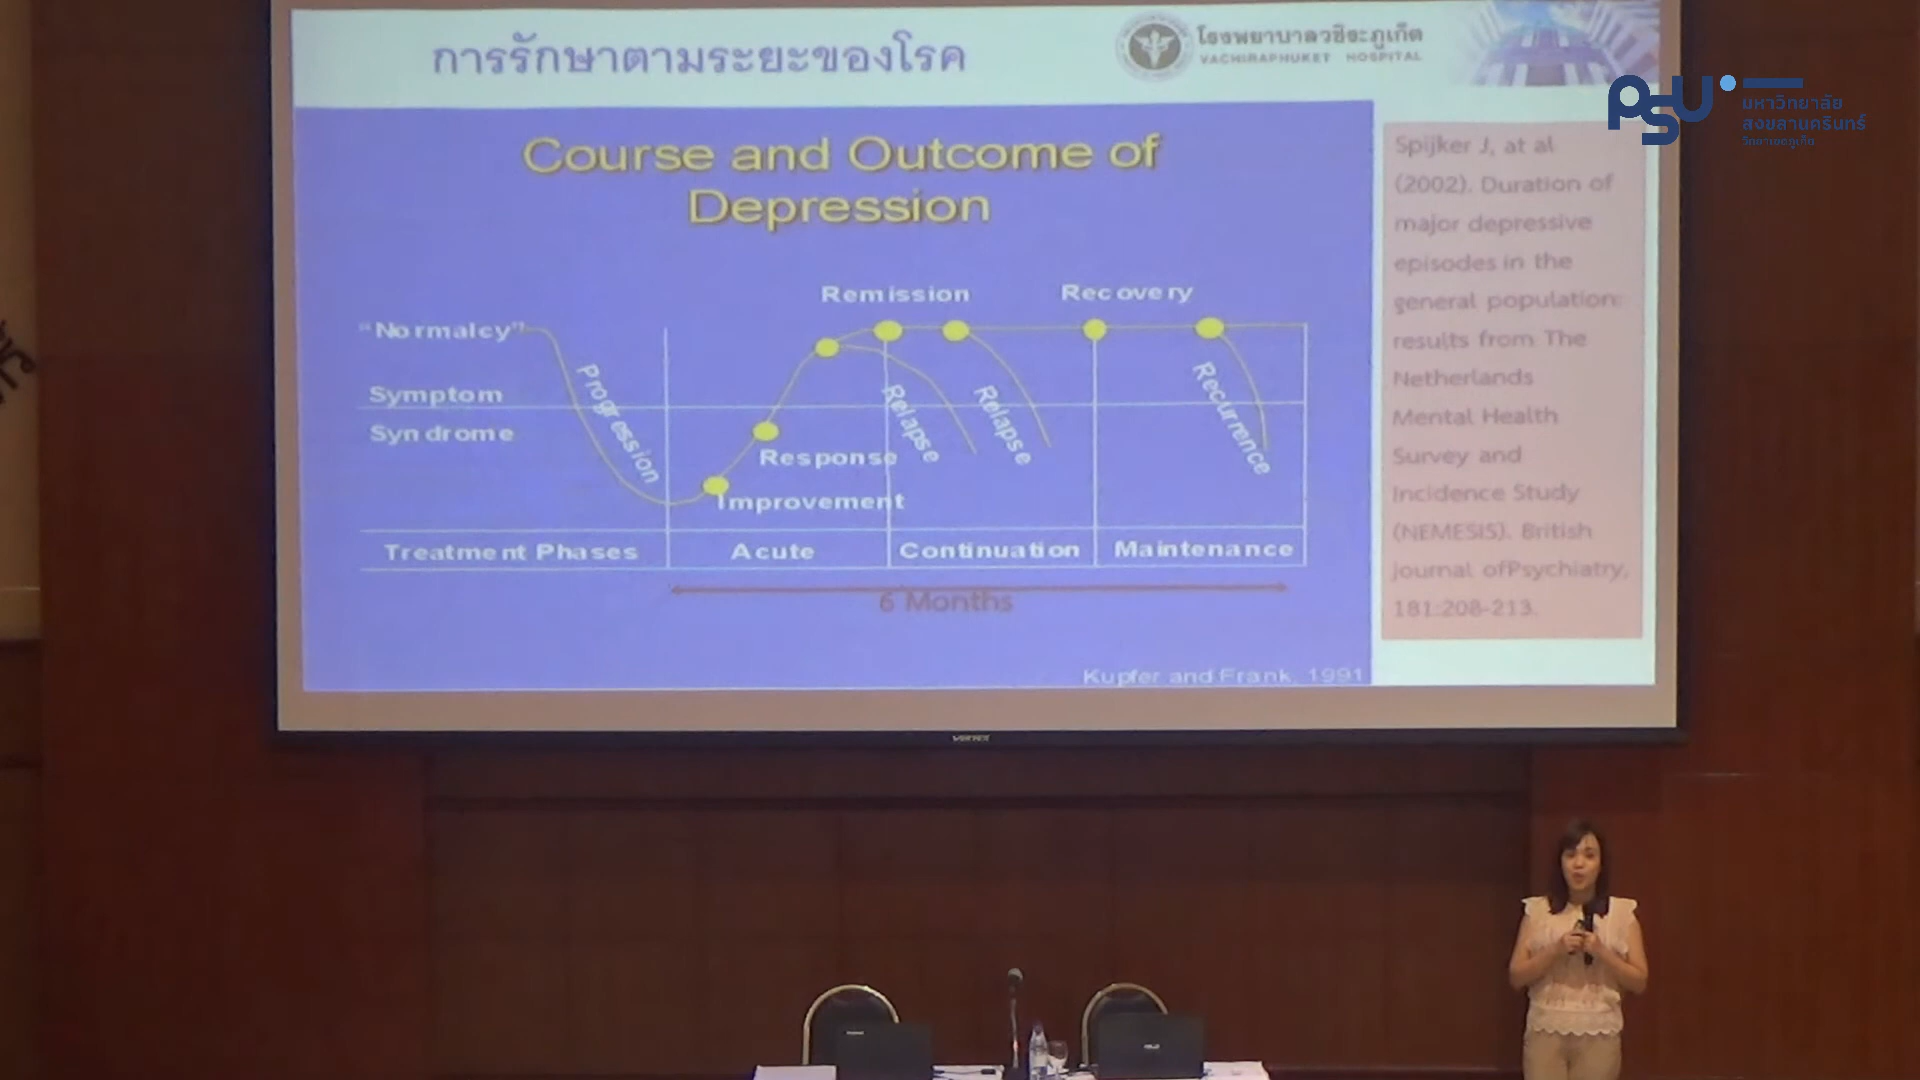 การรักษาตามระยะของโรค
โรงพยาบาลวชิระภูเก็ต
VACHIRAPHUKET HOSPITAL
PSU
มหาวิทยาลัย
สงขลานครินทร์
วิทยาเขตภูเก็ต
Course and Outcome of
Depression
Remission
Recovery
"Normalcy"
Symptom
Syndrome
Progression
Relapse
Relapse
Recurrence
Response
Improvement
Treatment Phases
Acute
Continuation
Maintenance
6 Months
Kupfer and Frank, 1991
Spijker J, at al
(2002). Duration of
major depressive
episodes in the
general population:
results from The
Netherlands
Mental Health
Survey and
Incidence Study
(NEMESIS). British
journal ofPsychiatry,
181:208-213.